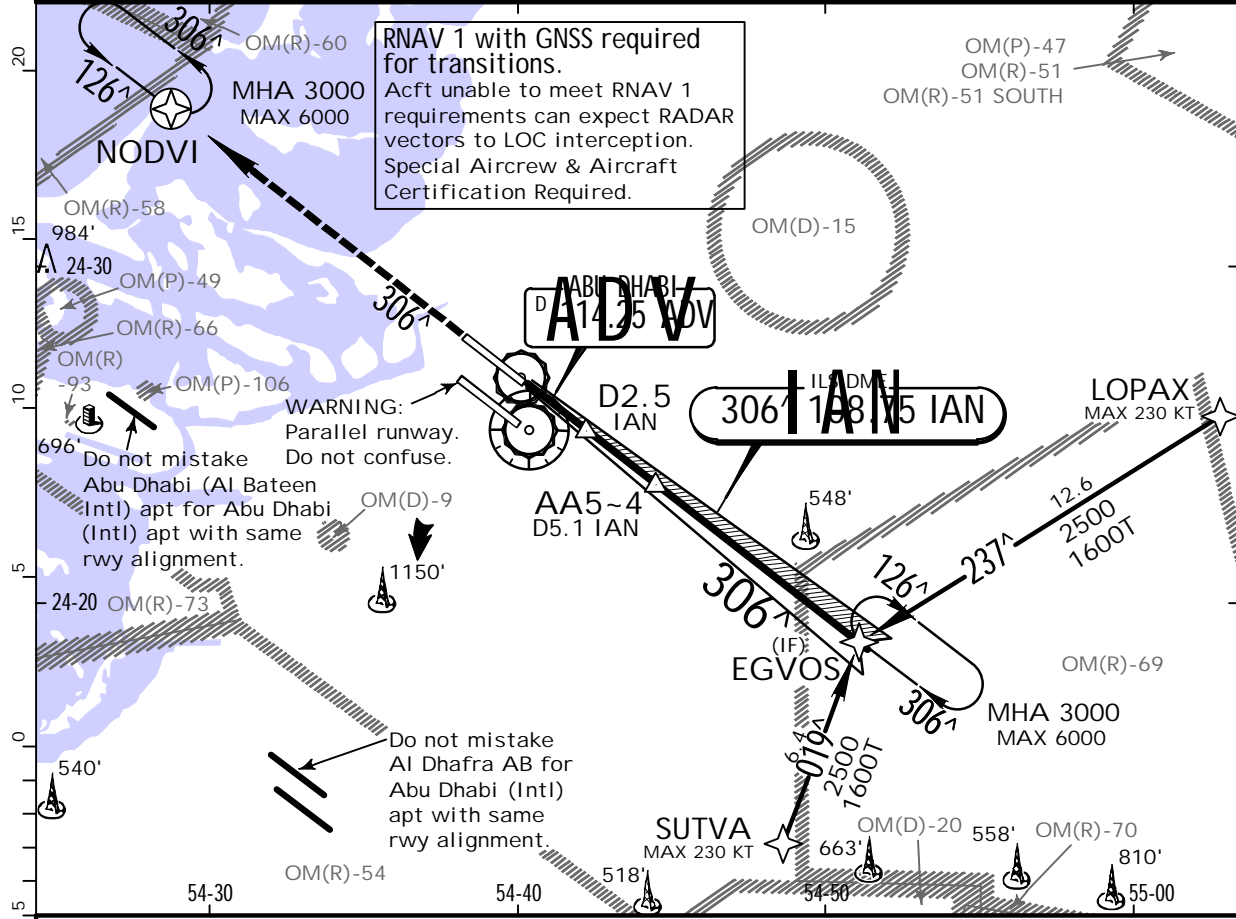 306^
OM(R)-60
126^
MHA 3000
MAX 6000
NODVI
RNAV 1 with GNSS required
for transitions.
Acft unable to meet RNAV 1
requirements can expect RADAR
vectors to LOC interception.
Special Aircrew & Aircraft
Certification Required.
OM(P)-47
OM(R)-51
OM(R)-51 SOUTH
20
OM(R)-58
15
984'
24-30
OM(P)-49
OM(R)-66
OM(R)
-93
OM(P)-106
OM(D)-15
306^
ABU DHABI
D 114.25 ADV
ADV
WARNING:
Parallel runway.
Do not confuse.
D2.5
IAN
ILS DME
306^ 108.75 IAN
IAN
LOPAX
MAX 230 KT
10
696'
Do not mistake
Abu Dhabi (Al Bateen
Intl) apt for Abu Dhabi
(Intl) apt with same
rwy alignment.
OM(D)-9
1150'
AA5~4
D5.1 IAN
548'
12.6
2500
1600T
237^
126^
306^
5
24-20
OM(R)-73
(IF)
EGVOS
OM(R)-69
306^
MHA 3000
MAX 6000
0
540'
Do not mistake
Al Dhafra AB for
Abu Dhabi (Intl)
apt with same
rwy alignment.
6.4
019^
2500
1600T
SUTVA
MAX 230 KT
OM(D)-20
OM(R)-70
663'
558'
810'
518'
OM(R)-54
5
54-30
54-40
54-50
55-00